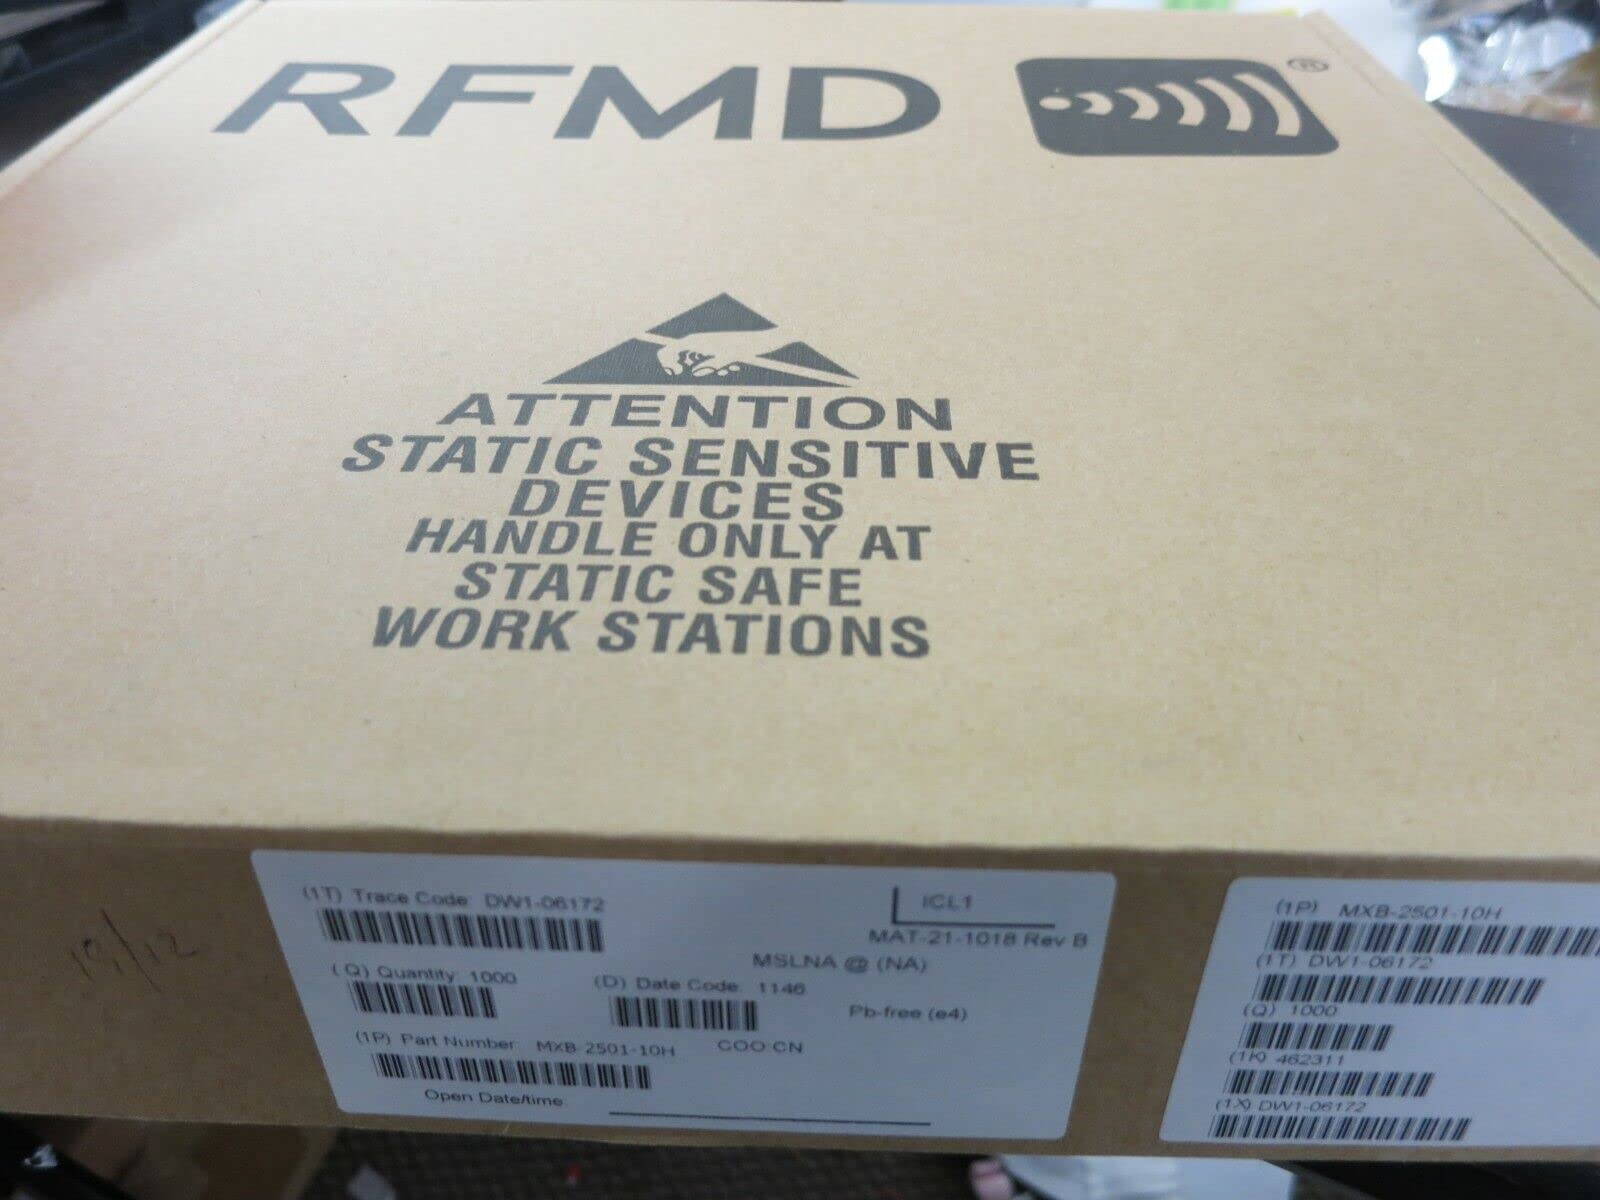 RFMD ®
ATTENTION
STATIC SENSITIVE
DEVICES
HANDLE ONLY AT
STATIC SAFE
WORK STATIONS
19/12
(1T) Trace Code: DW1-06172
ICL1
MAT-21-1018 Rev B
MSLNA @ (NA)
(Q) Quantity: 1000
(D) Date Code: 1146
Pb-free (e4)
(1P) Part Number: MXB-2501-10H
COO:CN
Open Date/time:
(1P) MXB-2501-10H
(1T) DW1-06172
(Q) 1000
(1K) 462311
(1X) DW1-06172